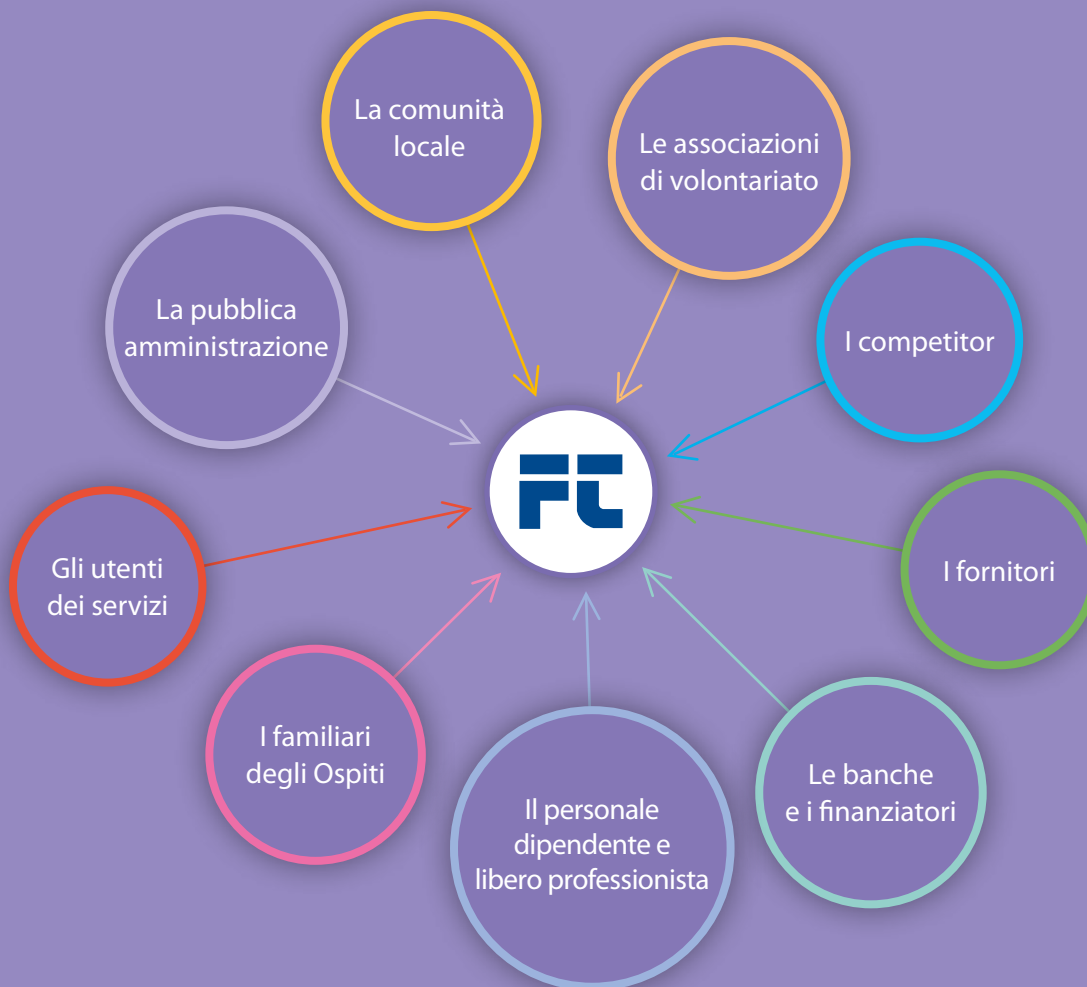 La comunità
locale
Le associazioni
di volontariato
La pubblica
amministrazione
I competitor
FT
Gli utenti
dei servizi
I fornitori
I familiari
degli Ospiti
Il personale
dipendente e
libero professionista
Le banche
e i finanziatori